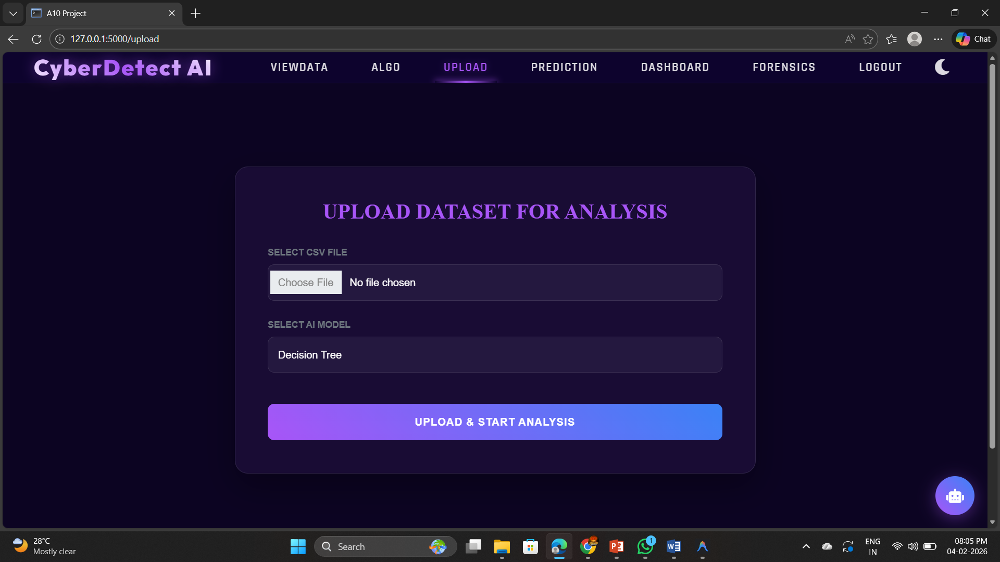 A10 Project
127.0.0.1:5000/upload
Chat
CyberDetect AI
VIEWDATA
ALGO
UPLOAD
PREDICTION
DASHBOARD
FORENSICS
LOGOUT
UPLOAD DATASET FOR ANALYSIS
SELECT CSV FILE
Choose File No file chosen
SELECT AI MODEL
Decision Tree
UPLOAD & START ANALYSIS
28°C
Mostly clear
Search
1
ENG
IN
08:05 PM
04-02-2026